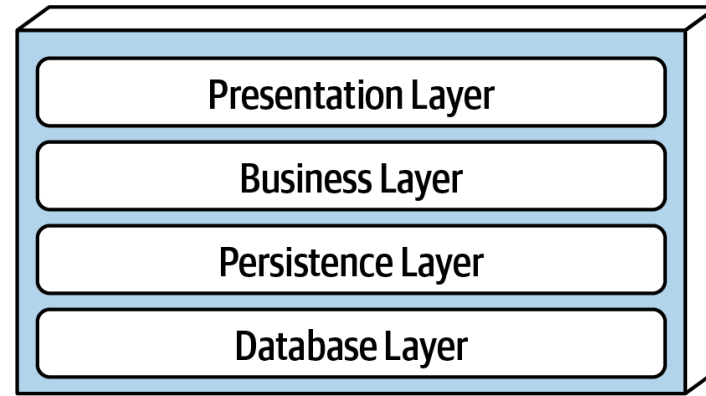 Presentation Layer
Business Layer
Persistence Layer
Database Layer